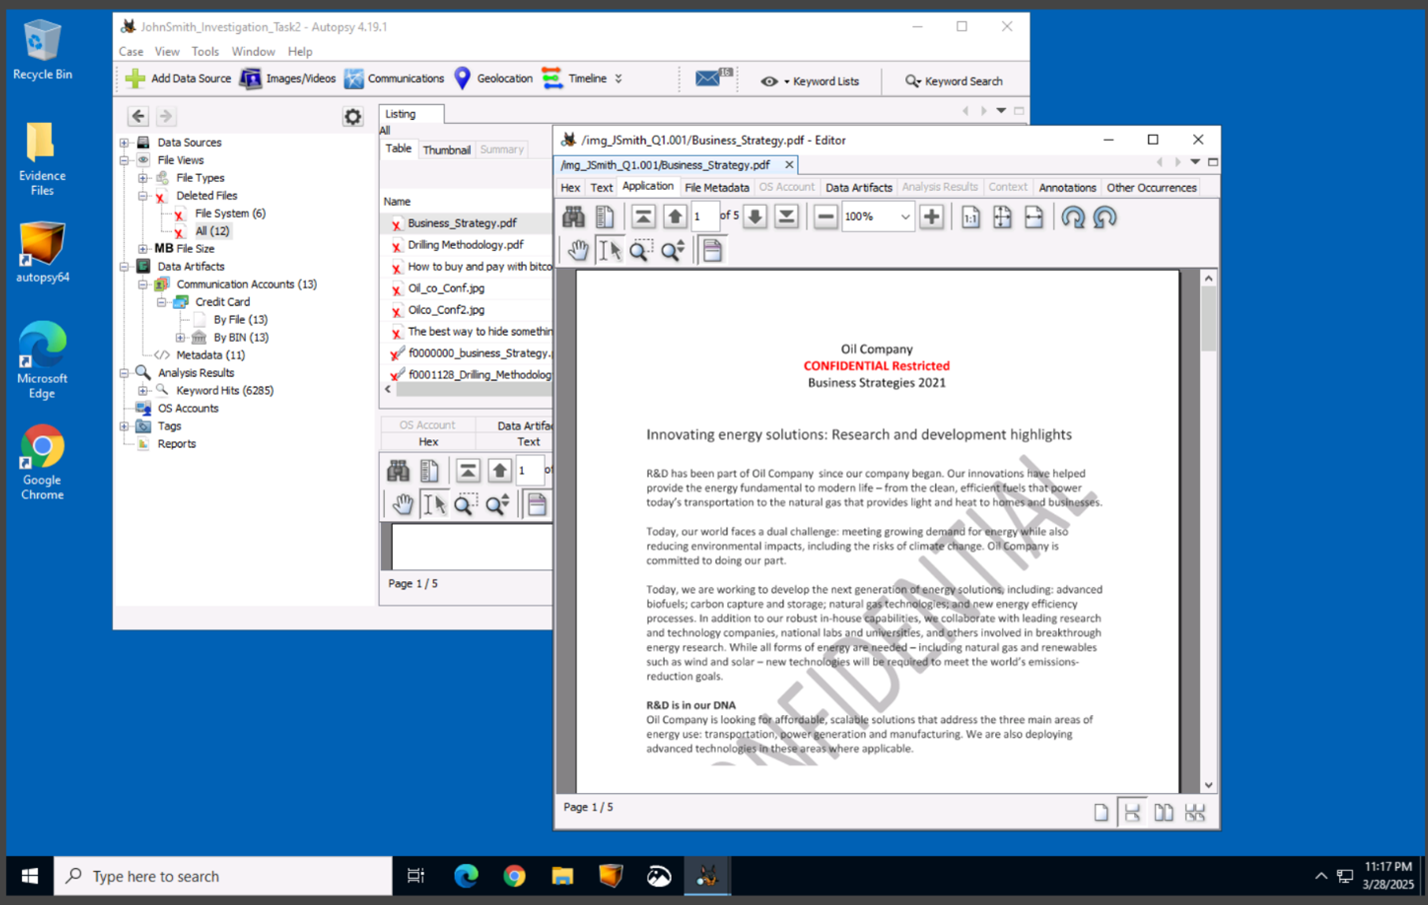 Recycle Bin
Evidence
Files
autopsy64
Microsoft
Edge
Google
Chrome
JohnSmith_Investigation_Task2 - Autopsy 4.19.1
Case View Tools Window Help
Add Data Source Images/Videos Communications Geolocation Timeline 16 Keyword Lists Keyword Search
Data Sources
File Views
File Types
Deleted Files
File System (6)
All (12)
MB File Size
Data Artifacts
Communication Accounts (13)
Credit Card
By File (13)
By BIN (13)
Metadata (11)
Analysis Results
Keyword Hits (6285)
OS Accounts
Tags
Reports
Listing
All
Table Thumbnail Summary
Name
Business_Strategy.pdf
Drilling Methodology.pdf
How to buy and pay with bitco
Oil_co_Conf.jpg
Oilco_Conf2.jpg
The best way to hide somethin
f0000000_business_Strategy.
f0001128_Drilling_Methodolog
OS Account Data Artifa
Hex Text
1 o
Page 1 / 5
/img_JSmith_Q1.001/Business_Strategy.pdf - Editor
/img_JSmith_Q1.001/Business_Strategy.pdf
Hex Text Application File Metadata OS Account Data Artifacts Analysis Results Context Annotations Other Occurrences
1 of 5 100% 1:1
Oil Company
CONFIDENTIAL Restricted
Business Strategies 2021
Innovating energy solutions: Research and development highlights
R&D has been part of Oil Company since our company began. Our innovations have helped
provide the energy fundamental to modern life – from the clean, efficient fuels that power
today's transportation to the natural gas that provides light and heat to homes and businesses.
Today, our world faces a dual challenge: meeting growing demand for energy while also
reducing environmental impacts, including the risks of climate change. Oil Company is
committed to doing our part.
Today, we are working to develop the next generation of energy solutions, including: advanced
biofuels; carbon capture and storage; natural gas technologies; and new energy efficiency
processes. In addition to our robust in-house capabilities, we collaborate with leading research
and technology companies, national labs and universities, and others involved in breakthrough
energy research. While all forms of energy are needed – including natural gas and renewables
such as wind and solar – new technologies will be required to meet the world's emissions-
reduction goals.
R&D is in our DNA
Oil Company is looking for affordable, scalable solutions that address the three main areas of
energy use: transportation, power generation and manufacturing. We are also deploying
advanced technologies in these areas where applicable.
CONFIDENTIAL
Page 1 / 5
Type here to search
11:17 PM
3/28/2025